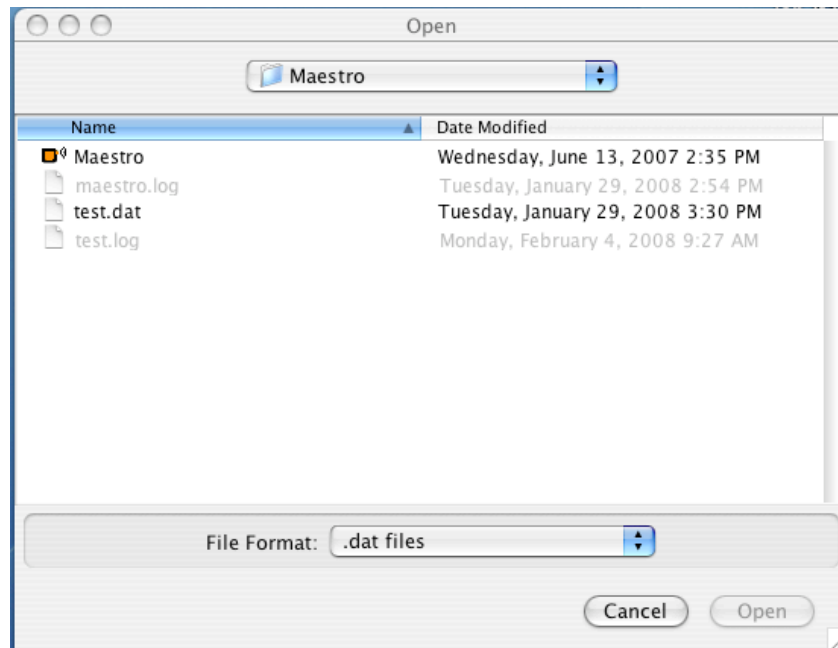 Open
Maestro
Name Date Modified
Maestro Wednesday, June 13, 2007 2:35 PM
maestro.log Tuesday, January 29, 2008 2:54 PM
test.dat Tuesday, January 29, 2008 3:30 PM
test.log Monday, February 4, 2008 9:27 AM
File Format: .dat files
Cancel Open